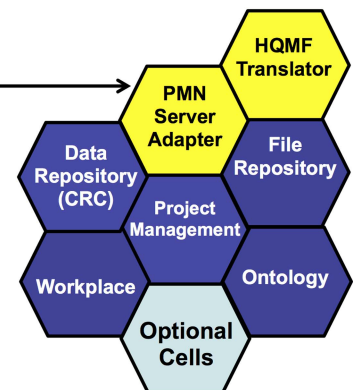 HQMF
Translator
PMN
Server
Adapter
Data
Repository
(CRC)
File
Repository
Project
Management
Workplace
Ontology
Optional
Cells